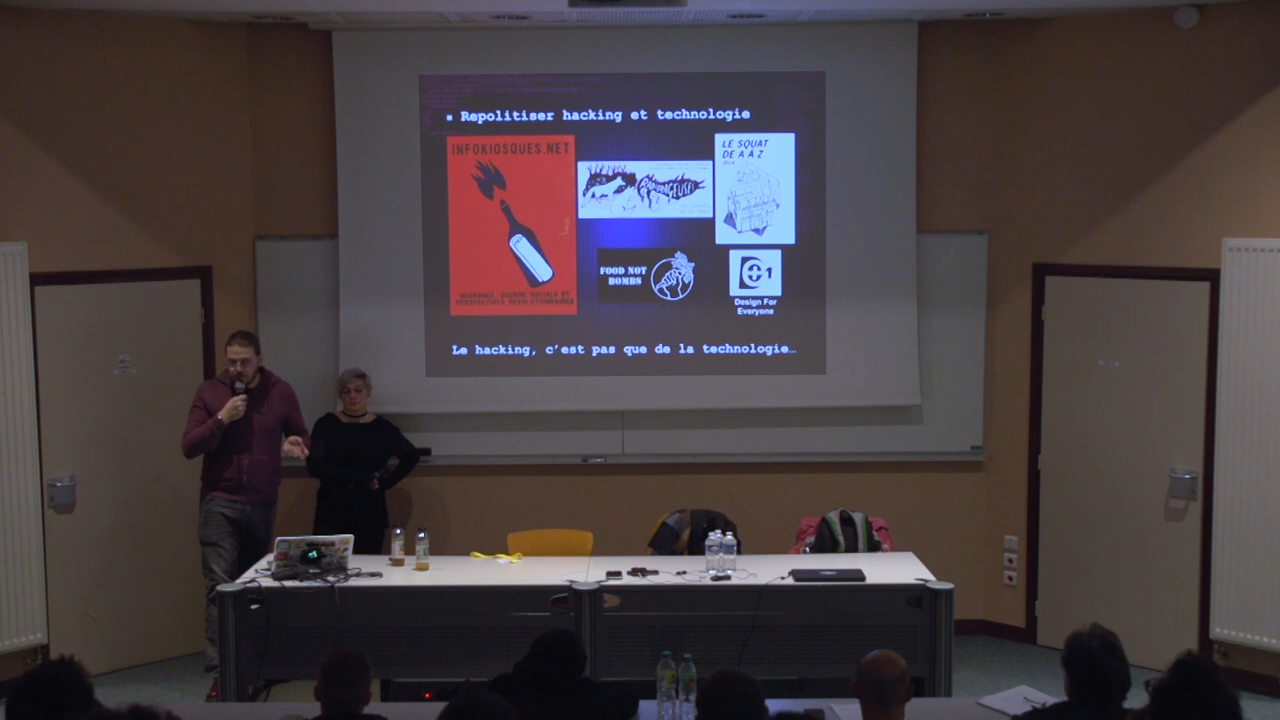 ▪ Repolitiser hacking et technologie
INFOKIOSQUES.NET
LE SQUAT
DE A À Z
FOOD NOT
BOMBS
Design For
Everyone
Le hacking, c'est pas que de la technologie…